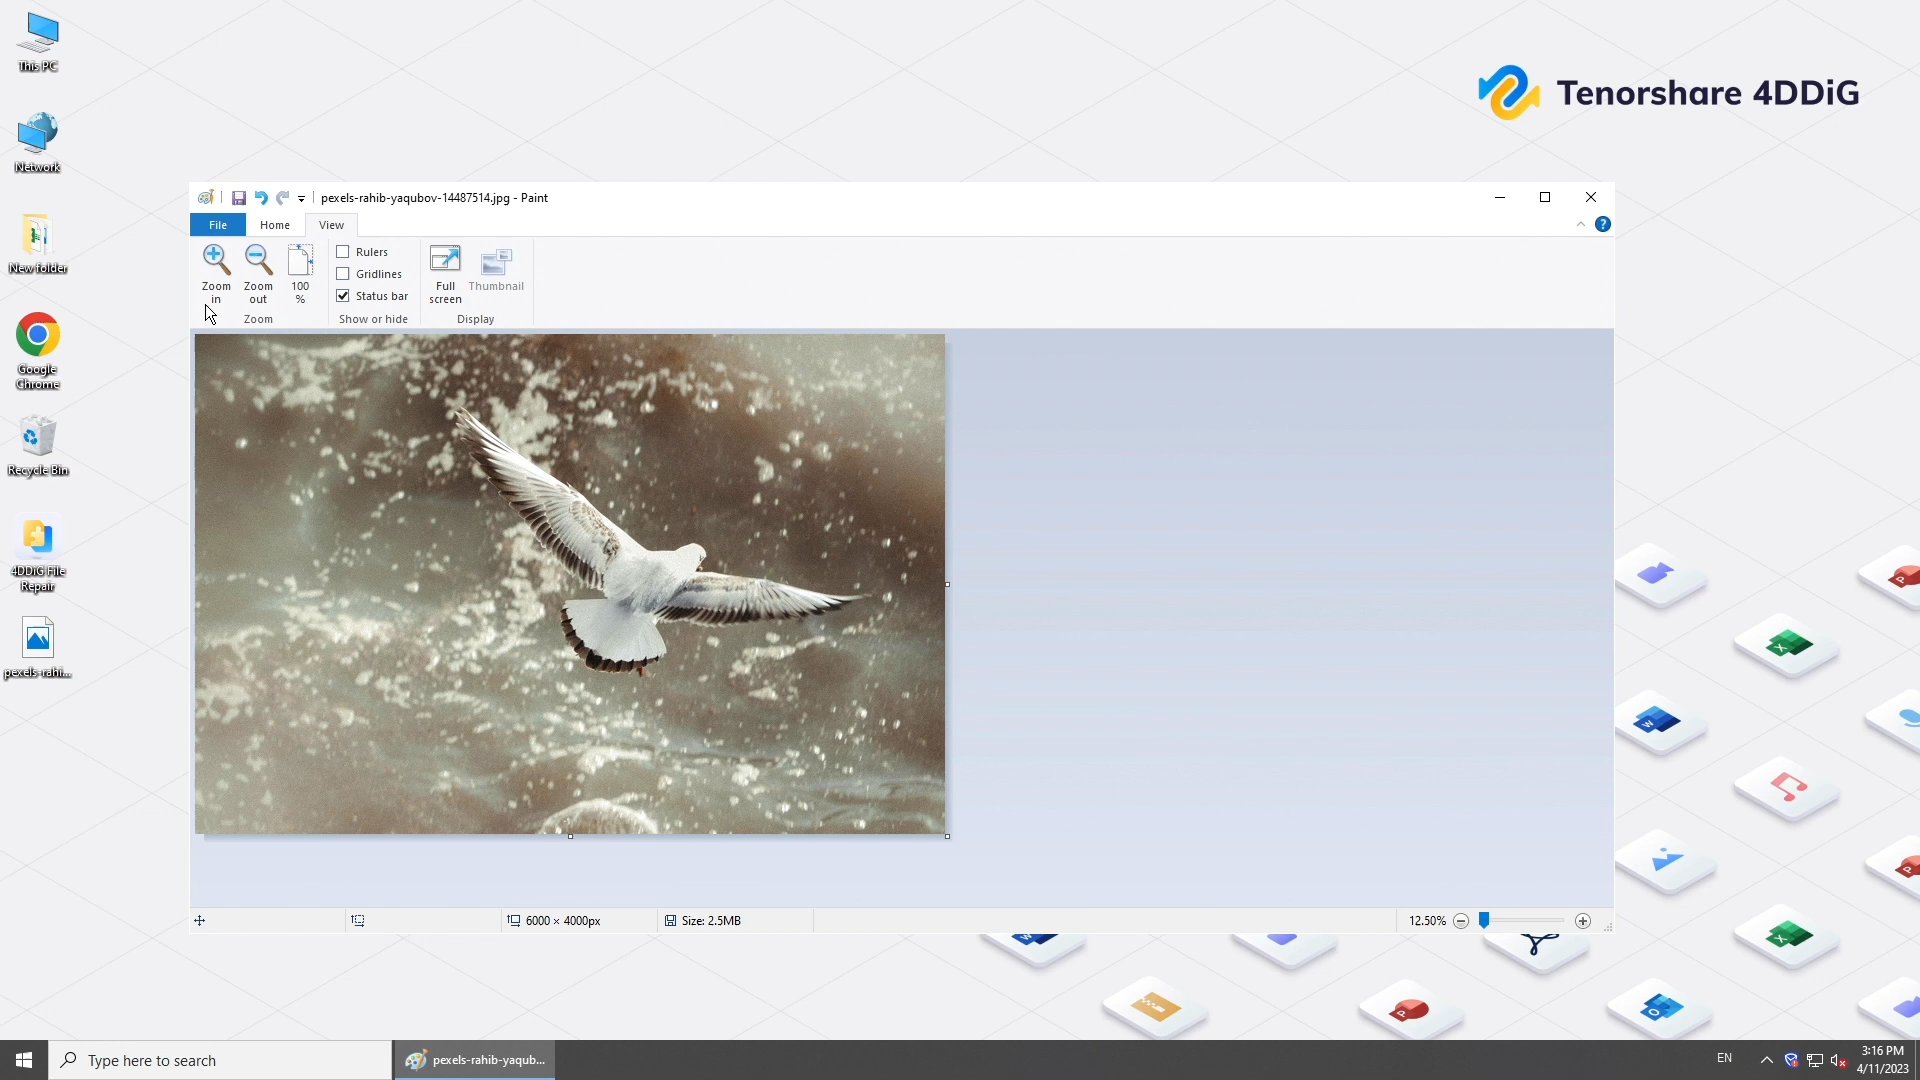 This PC
Network
New folder
Google
Chrome
Recycle Bin
4DDiG File
Repair
pexels-rahi...
Tenorshare 4DDiG
pexels-rahib-yaqubov-14487514.jpg - Paint
File
Home
View
?
Zoom
in
Zoom
out
100
%
Zoom
Rulers
Gridlines
Status bar
Show or hide
Full
screen
Thumbnail
Display
6000 × 4000px
Size: 2.5MB
12.50%
Type here to search
pexels-rahib-yaqub...
EN
3:16 PM
4/11/2023